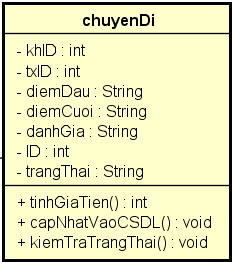 chuyenDi
- khID : int
- txID : int
- diemDau : String
- diemCuoi : String
- danhGia : String
- ID : int
- trangThai : String
+ tinhGiaTien() : int
+ capNhatVaoCSDL() : void
+ kiemTraTrangThai() : void